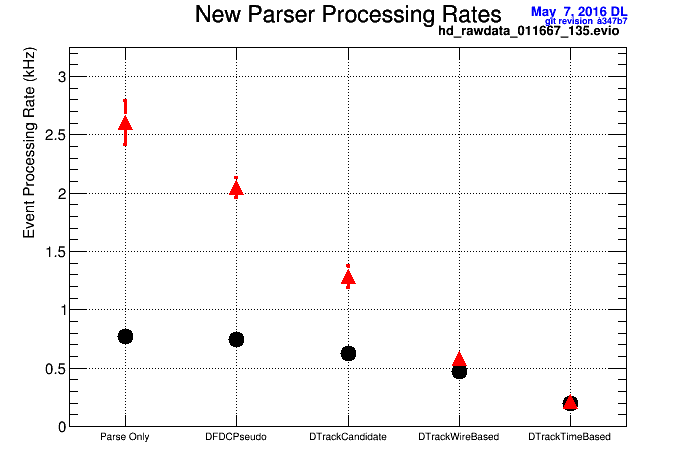 New Parser Processing Rates
May 7, 2016 DL
git revision a347b7
hd_rawdata_011667_135.evio
Event Processing Rate (kHz)
3
2.5
2
1.5
1
0.5
0
Parse Only
DFDCPseudo
DTrackCandidate
DTrackWireBased
DTrackTimeBased